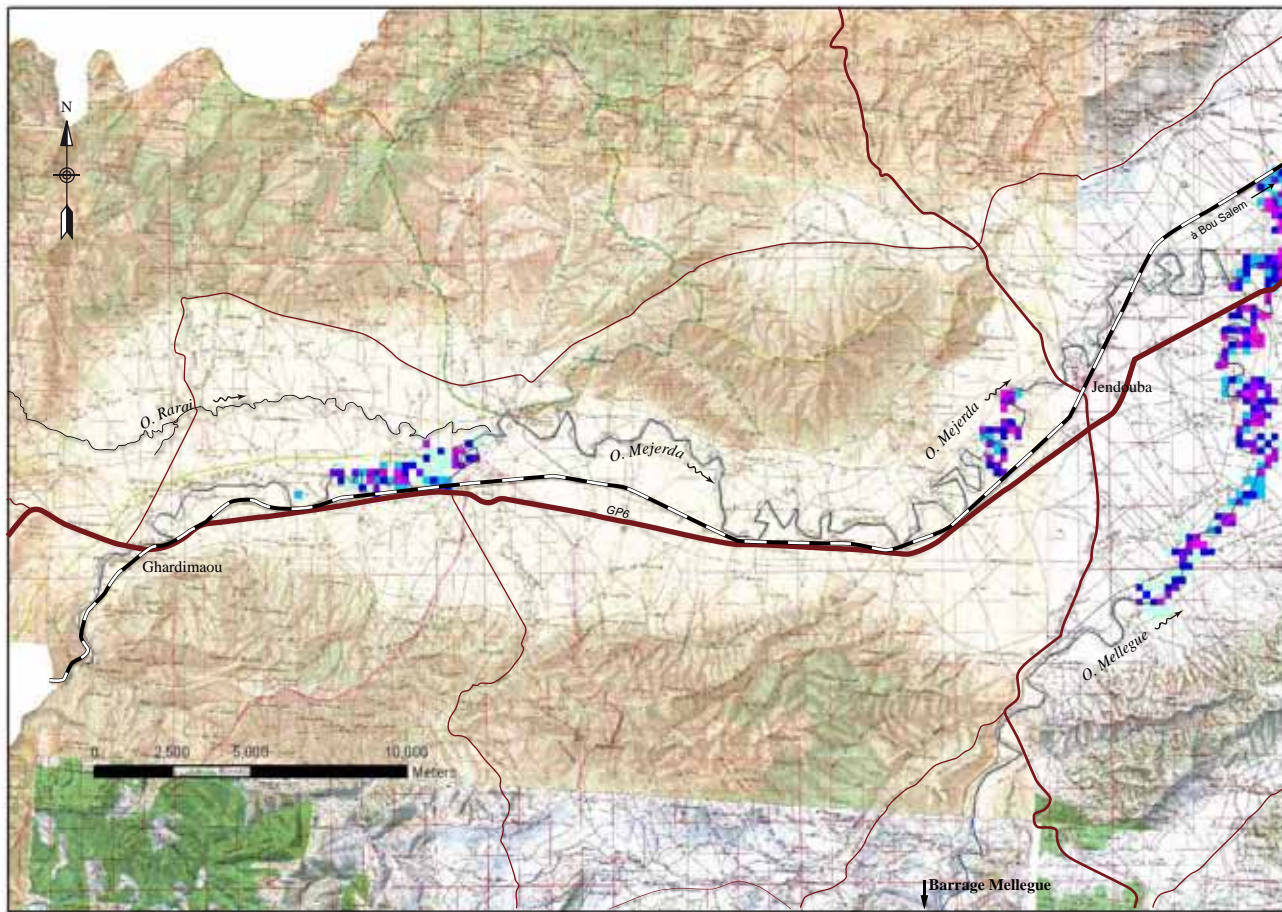 N
à Bou Salem
Jendouba
O. Rarai
O. Mejerda
O. Mejerda
GP6
Ghardimaou
O. Mellegue
0 2,500 5,000 10,000
Meters
Barrage Mellegue